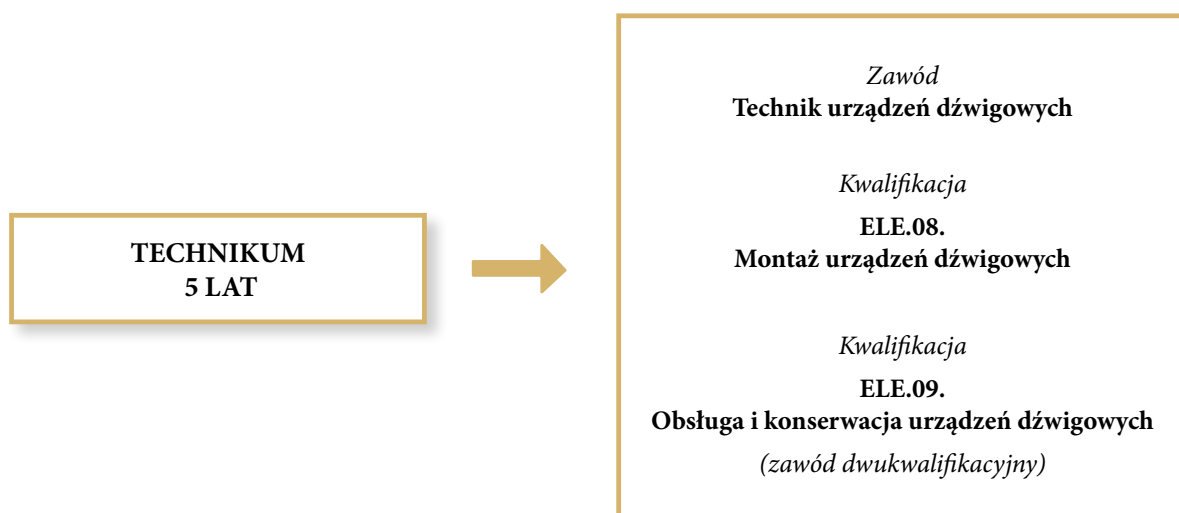 TECHNIKUM
5 LAT
Zawód
Technik urządzeń dźwigowych
Kwalifikacja
ELE.08.
Montaż urządzeń dźwigowych
Kwalifikacja
ELE.09.
Obsługa i konserwacja urządzeń dźwigowych
(zawód dwukwalifikacyjny)